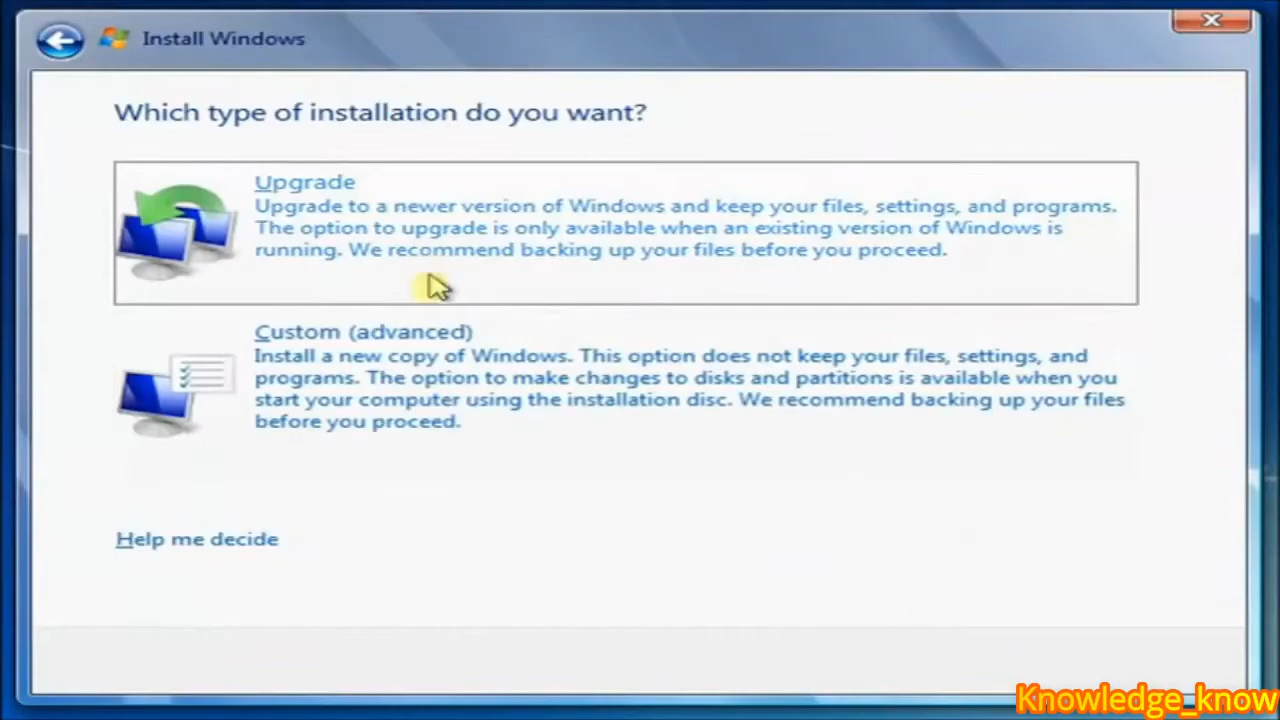 Install Windows
Which type of installation do you want?
Upgrade
Upgrade to a newer version of Windows and keep your files, settings, and programs.
The option to upgrade is only available when an existing version of Windows is
running. We recommend backing up your files before you proceed.
Custom (advanced)
Install a new copy of Windows. This option does not keep your files, settings, and
programs. The option to make changes to disks and partitions is available when you
start your computer using the installation disc. We recommend backing up your files
before you proceed.
Help me decide
Knowledge_know